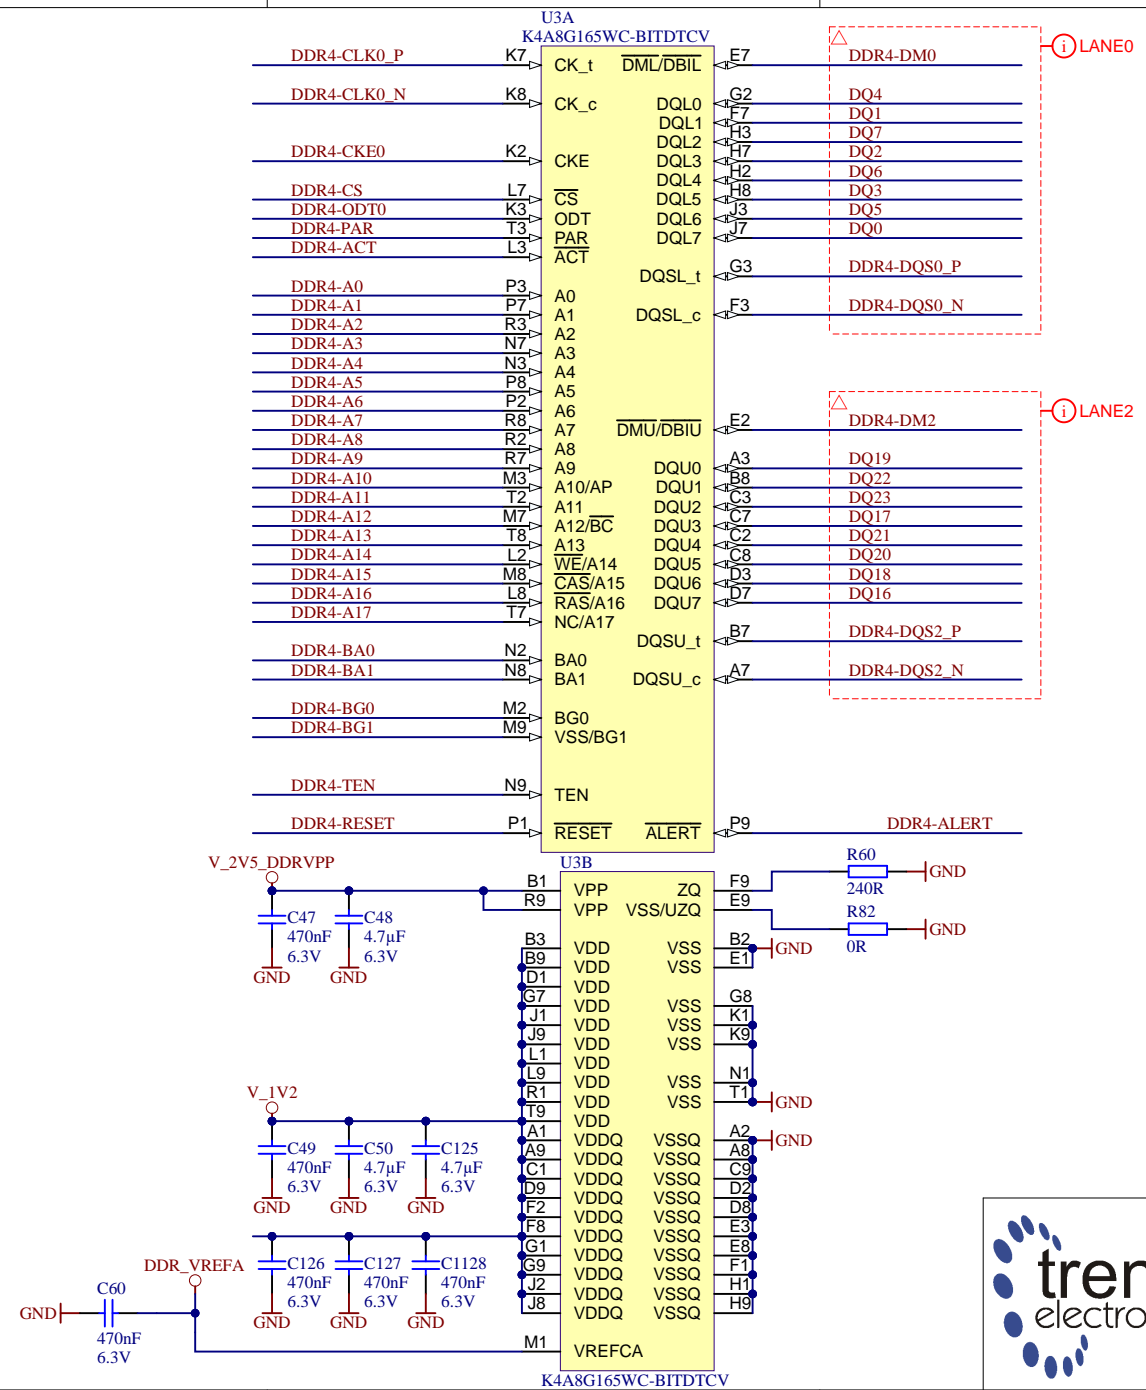 U3A
K4A8G165WC-BITDTCV
DDR4-CLK0_P K7 CK_t DML/DBIL E7 DDR4-DM0 LANE0
DDR4-CLK0_N K8 CK_c DQL0 G2 DQ4
DQL1 F7 DQ1
DQL2 H3 DQ7
DDR4-CKE0 K2 CKE DQL3 H7 DQ2
DQL4 H2 DQ6
DDR4-CS L7 CS DQL5 H8 DQ3
DDR4-ODT0 K3 ODT DQL6 J3 DQ5
DDR4-PAR T3 PAR DQL7 J7 DQ0
DDR4-ACT L3 ACT
DQSL_t G3 DDR4-DQS0_P
DDR4-A0 P3 A0
DDR4-A1 P7 A1 DQSL_c F3 DDR4-DQS0_N
DDR4-A2 R3 A2
DDR4-A3 N7 A3
DDR4-A4 N3 A4
DDR4-A5 P8 A5
DDR4-A6 P2 A6
DDR4-A7 R8 A7 DMU/DBIU E2 DDR4-DM2 LANE2
DDR4-A8 R2 A8
DDR4-A9 R7 A9 DQU0 A3 DQ19
DDR4-A10 M3 A10/AP DQU1 B8 DQ22
DDR4-A11 T2 A11 DQU2 C3 DQ23
DDR4-A12 M7 A12/BC DQU3 C7 DQ17
DDR4-A13 T8 A13 DQU4 C2 DQ21
DDR4-A14 L2 WE/A14 DQU5 C8 DQ20
DDR4-A15 M8 CAS/A15 DQU6 D3 DQ18
DDR4-A16 L8 RAS/A16 DQU7 D7 DQ16
DDR4-A17 T7 NC/A17
DQSU_t B7 DDR4-DQS2_P
DDR4-BA0 N2 BA0
DDR4-BA1 N8 BA1 DQSU_c A7 DDR4-DQS2_N
DDR4-BG0 M2 BG0
DDR4-BG1 M9 VSS/BG1
DDR4-TEN N9 TEN
DDR4-RESET P1 RESET ALERT P9 DDR4-ALERT
V_2V5_DDRVPP U3B R60
B1 VPP ZQ F9 240R GND
R9 VPP VSS/UZQ E9 R82
0R GND
C47 C48
470nF 4.7µF
6.3V 6.3V
GND GND
B3 VDD VSS B2 GND
B9 VDD VSS E1
D1 VDD
G7 VDD VSS G8
J1 VDD VSS K1
J9 VDD VSS K9
L1 VDD
L9 VDD VSS N1
R1 VDD VSS T1 GND
V_1V2
T9 VDD
A1 VDDQ VSSQ A2 GND
A9 VDDQ VSSQ A8
C1 VDDQ VSSQ C9
D9 VDDQ VSSQ D2
F2 VDDQ VSSQ D8
F8 VDDQ VSSQ E3
G1 VDDQ VSSQ E8
G9 VDDQ VSSQ F1
J2 VDDQ VSSQ H1
J8 VDDQ VSSQ H9
C49 C50 C125
470nF 4.7µF 4.7µF
6.3V 6.3V 6.3V
GND GND GND
C126 C127 C1128
470nF 470nF 470nF
6.3V 6.3V 6.3V
GND GND GND
DDR_VREFA
C60
GND
470nF
6.3V
M1 VREFCA
K4A8G165WC-BITDTCV
tren
electro